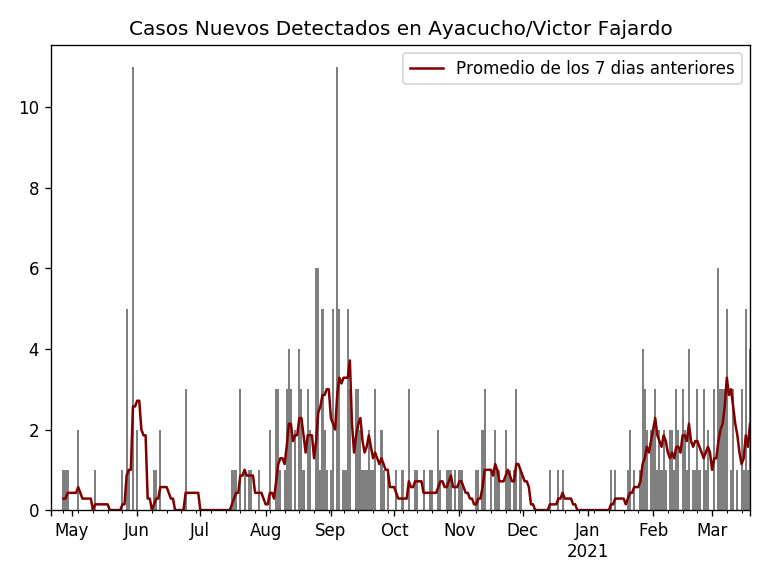 Casos Nuevos Detectados en Ayacucho/Victor Fajardo
Promedio de los 7 dias anteriores
10
8
6
4
2
0
May Jun Jul Aug Sep Oct Nov Dec Jan Feb Mar
2021